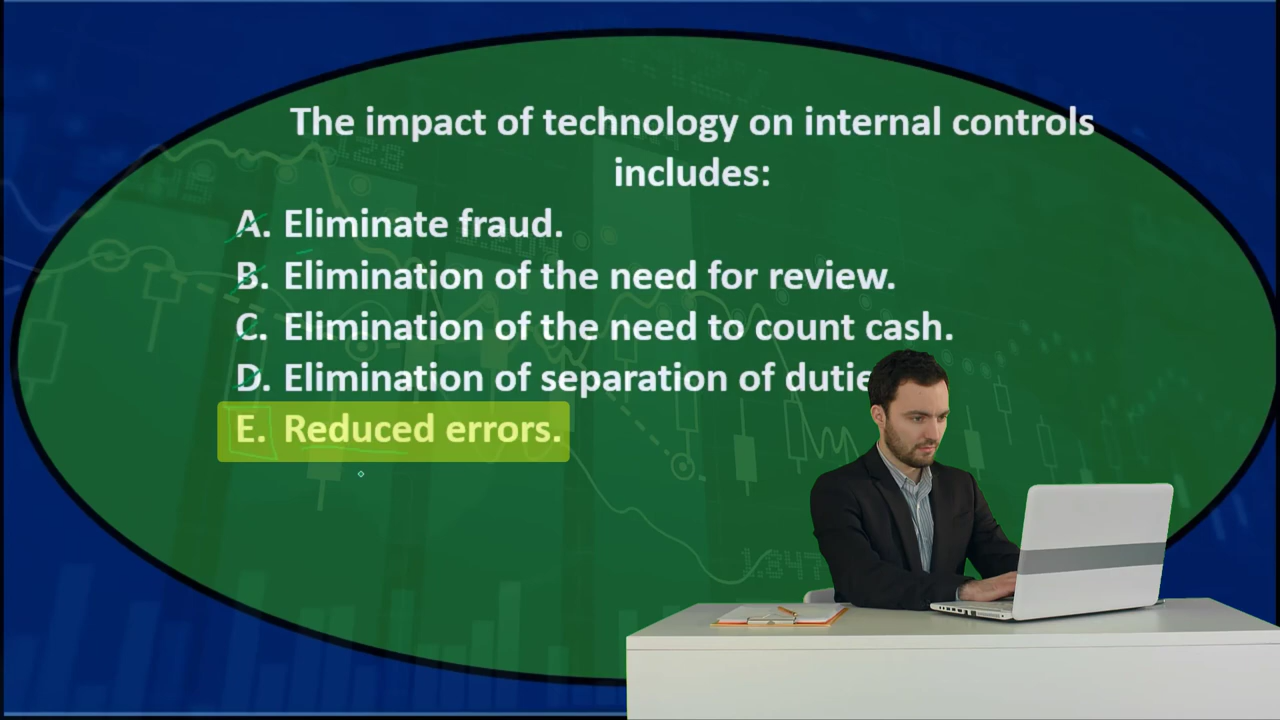 The impact of technology on internal controls
includes:
A. Eliminate fraud.
B. Elimination of the need for review.
C. Elimination of the need to count cash.
D. Elimination of separation of
E. Reduced errors.